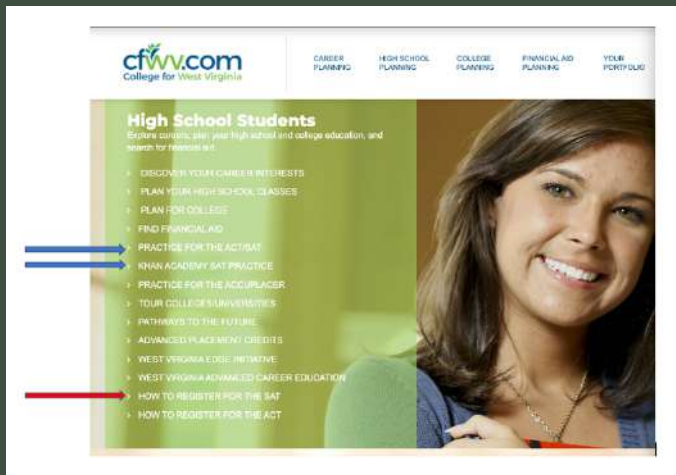 cfwv.com
College for West Virginia
CAREER PLANNING
HIGH SCHOOL PLANNING
COLLEGE PLANNING
FINANCIAL AID PLANNING
YOUR PORTFOLIO
High School Students
Explore careers, plan your high school and college education, and
search for financial aid.
› DISCOVER YOUR CAREER INTERESTS
› PLAN YOUR HIGH SCHOOL CLASSES
› PLAN FOR COLLEGE
› FIND FINANCIAL AID
› PRACTICE FOR THE ACT/SAT
› KHAN ACADEMY SAT PRACTICE
› PRACTICE FOR THE ACCUPLACER
› TOUR COLLEGES/UNIVERSITIES
› PATHWAYS TO THE FUTURE
› ADVANCED PLACEMENT CREDITS
› WEST VIRGINIA EDGE INITIATIVE
› WEST VIRGINIA ADVANCED CAREER EDUCATION
› HOW TO REGISTER FOR THE SAT
› HOW TO REGISTER FOR THE ACT